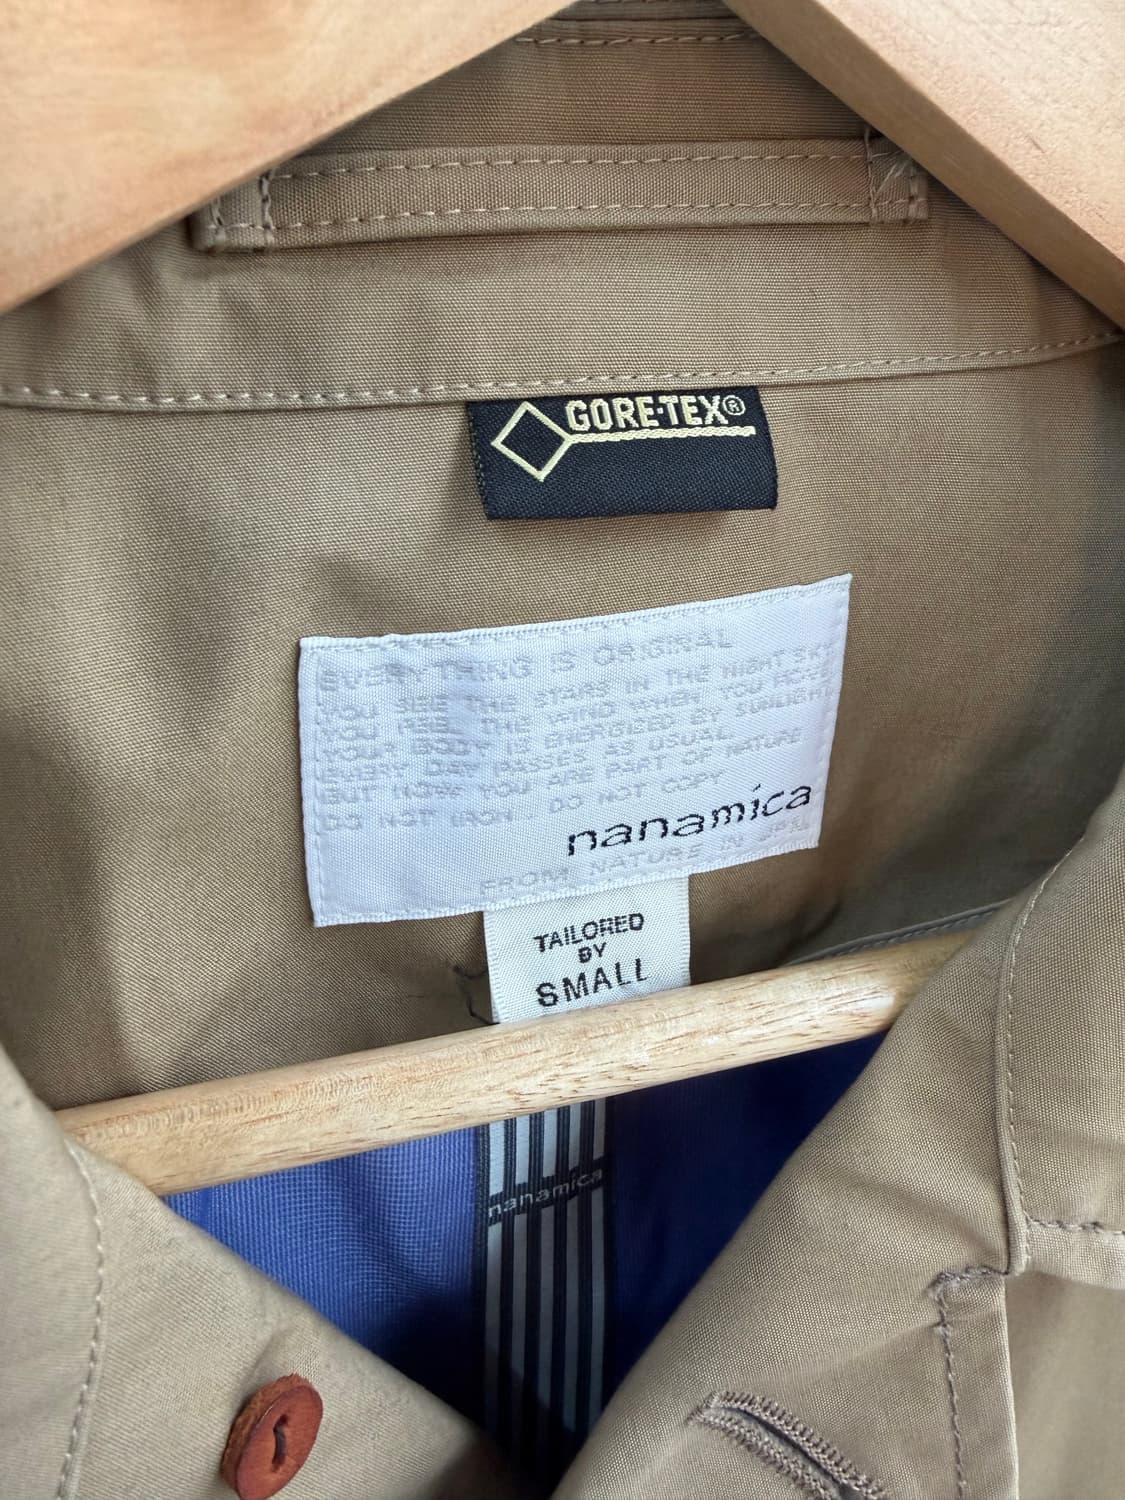 GORE-TEX®
EVERYTHING IS ORIGINAL
YOU SEE THE STARS IN THE NIGHT SKY
YOU FEEL THE WIND WHEN YOU MOVE
YOUR BODY IS ENERGIZED BY SUNLIGHT
EVERY DAY PASSES AS USUAL
BUT NOW YOU ARE PART OF NATURE
DO NOT IRON DO NOT COPY
nanamica
FROM NATURE IN
TAILORED
BY
SMALL
nanamica